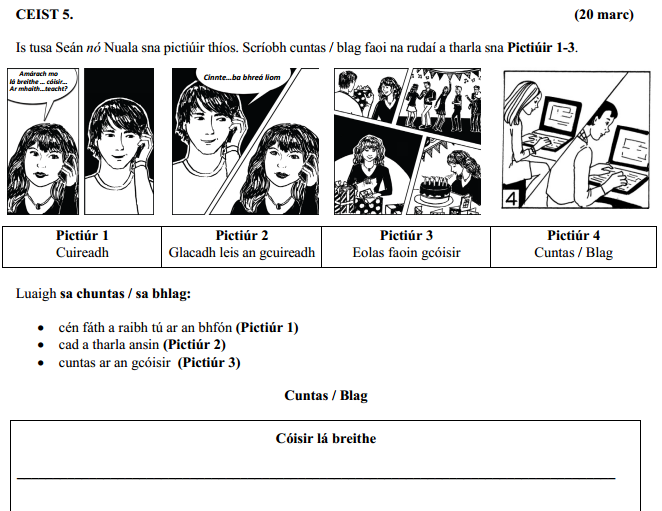 CEIST 5. (20 marc)
Is tusa Seán nó Nuala sna pictiúir thíos. Scríobh cuntas / blag faoi na rudaí a tharla sna Pictiúir 1-3.
Amárach mo
lá breithe ... cóisir...
Ar mhaith...teacht?
Cinnte...ba bhreá liom
4
Pictiúr 1 Pictiúr 2 Pictiúr 3 Pictiúr 4
Cuireadh Glacadh leis an gcuireadh Eolas faoin gcóisir Cuntas / Blag
Luaigh sa chuntas / sa bhlag:
• cén fáth a raibh tú ar an bhfón (Pictiúr 1)
• cad a tharla ansin (Pictiúr 2)
• cuntas ar an gcóisir (Pictiúr 3)
Cuntas / Blag
Cóisir lá breithe